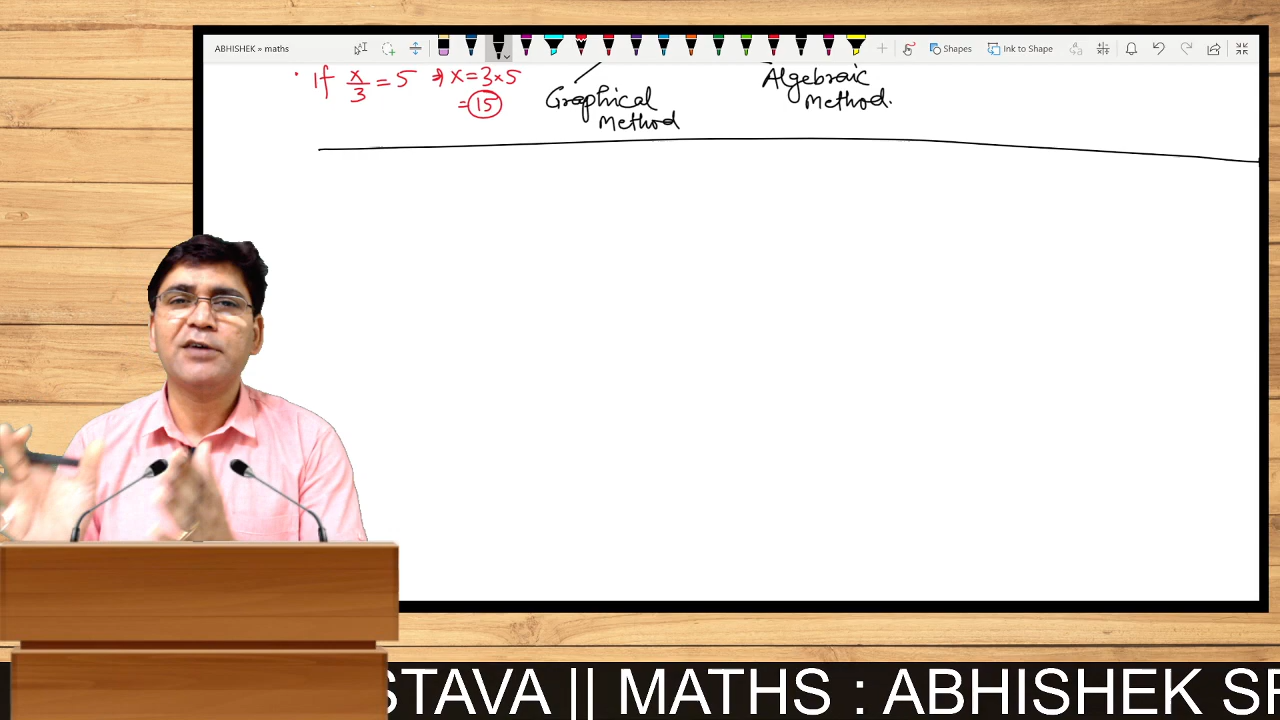 ABHISHEK » maths
Shapes
Ink to Shape
· If x/3 = 5 ⇒ x = 3×5
= 15
Graphical
Method
Algebraic
Method.
STAVA || MATHS : ABHISHEK